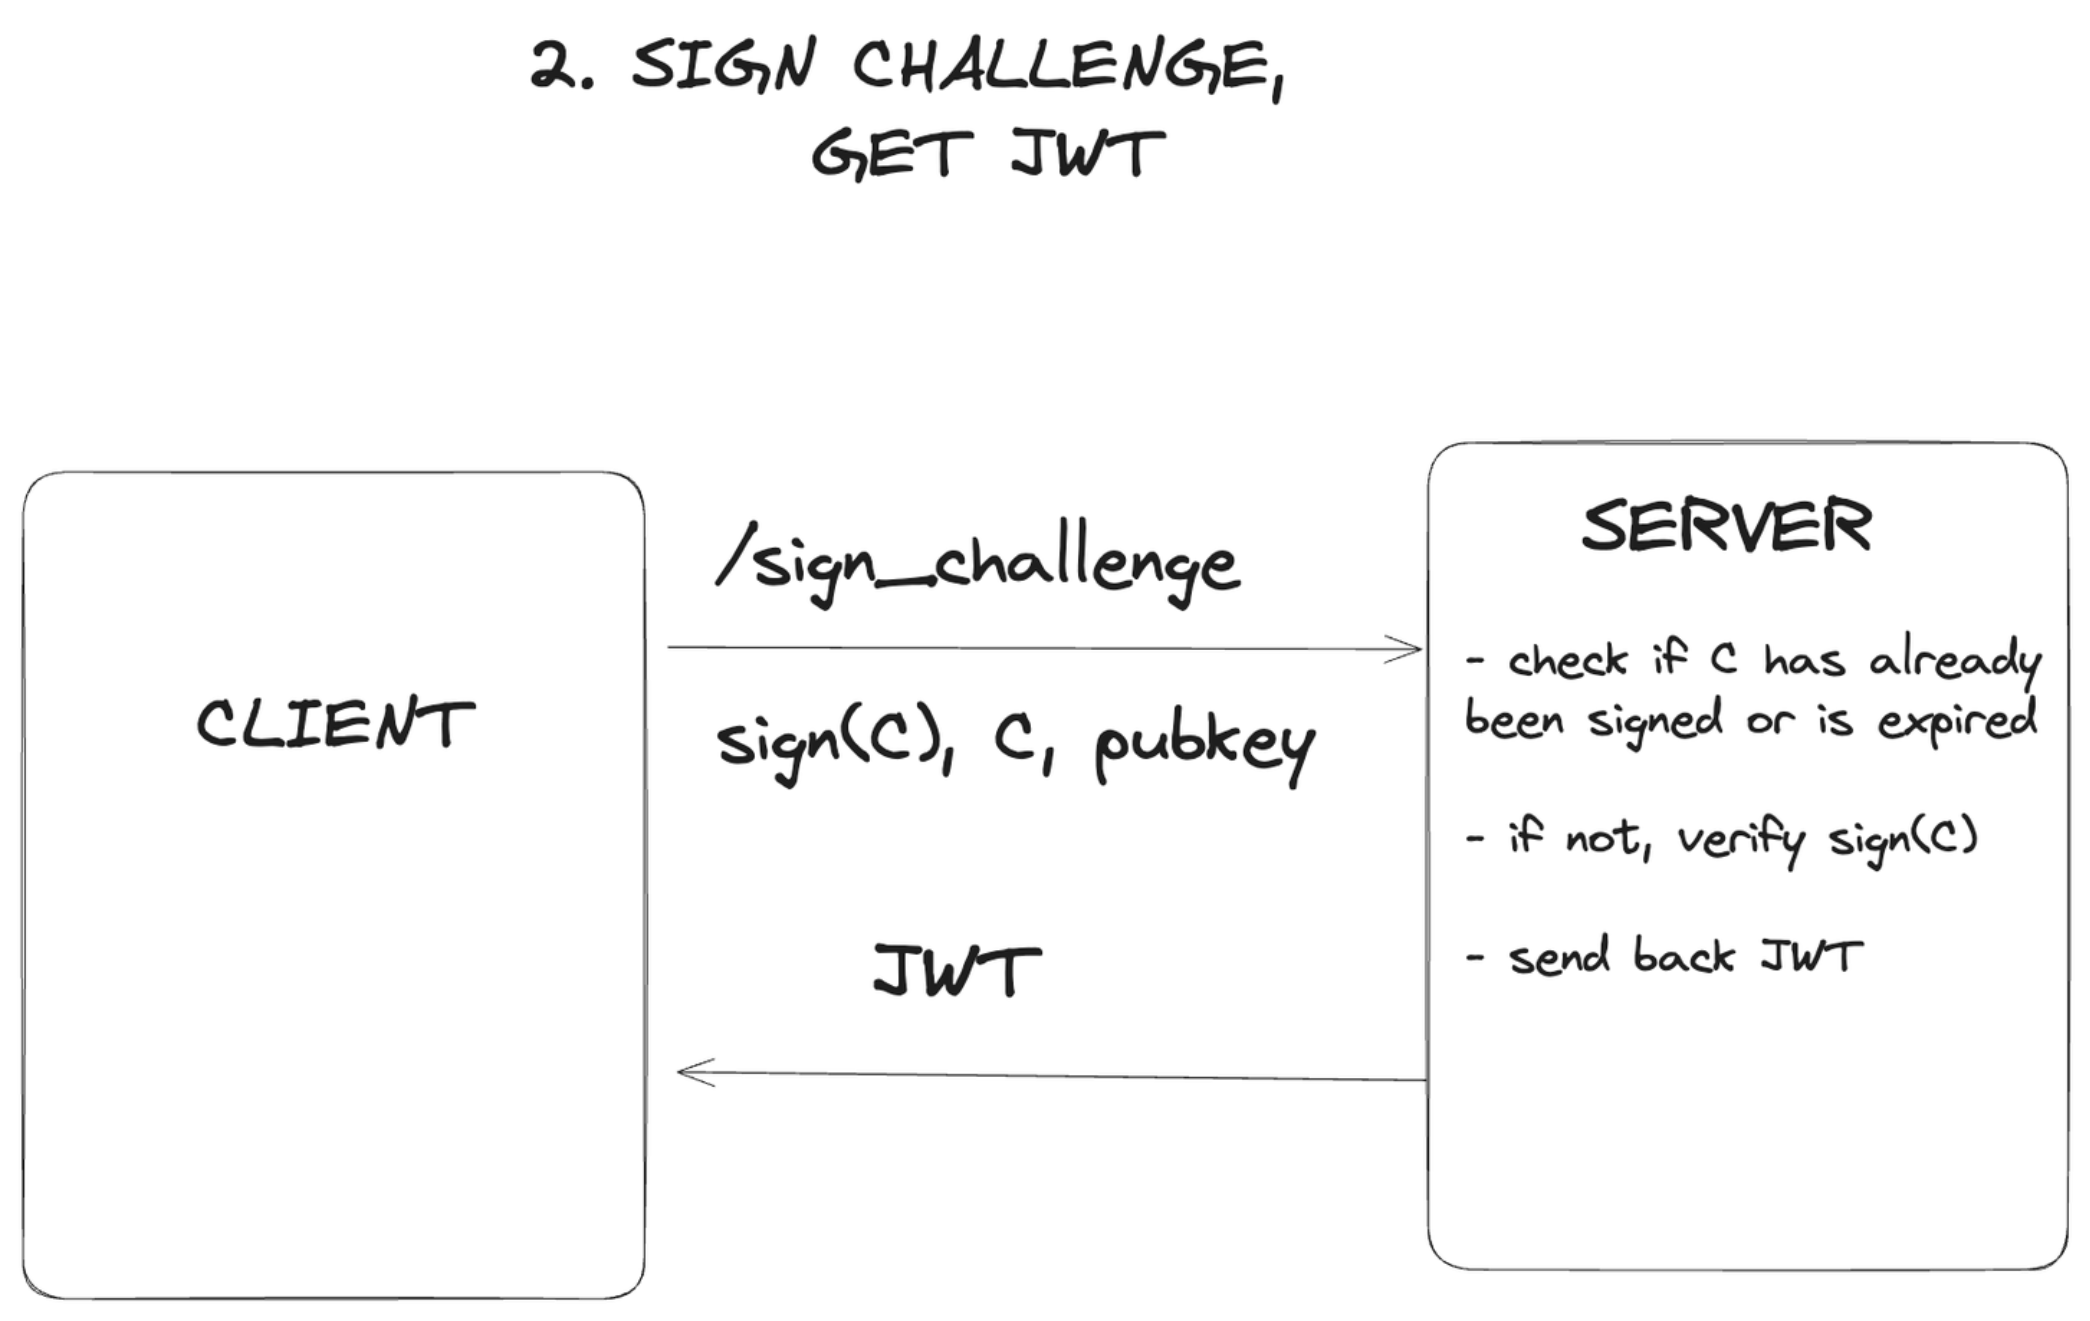 2. SIGN CHALLENGE,
GET JWT
CLIENT
/sign_challenge
sign(C), C, pubkey
JWT
SERVER
- check if C has already
been signed or is expired
- if not, verify sign(C)
- send back JWT